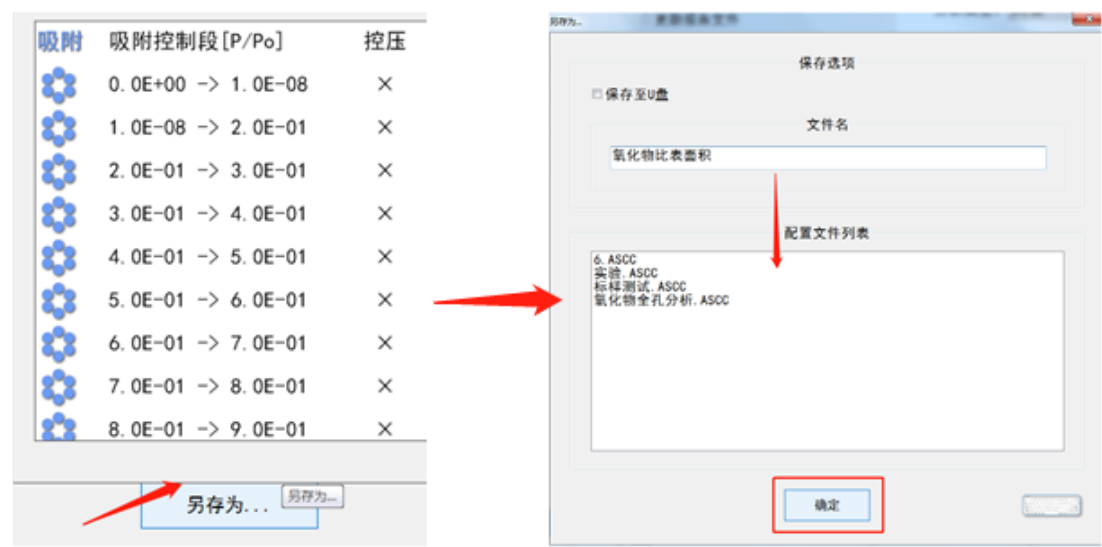 吸附 吸附控制段[P/Po] 控压
0.0E+00 -> 1.0E-08 ×
1.0E-08 -> 2.0E-01 ×
2.0E-01 -> 3.0E-01 ×
3.0E-01 -> 4.0E-01 ×
4.0E-01 -> 5.0E-01 ×
5.0E-01 -> 6.0E-01 ×
6.0E-01 -> 7.0E-01 ×
7.0E-01 -> 8.0E-01 ×
8.0E-01 -> 9.0E-01 ×
另存为...
另存为...
另存为...
保存选项
保存至U盘
文件名
氧化物比表面积
配置文件列表
6.ASCC
实验.ASCC
标样测试.ASCC
氧化物全孔分析.ASCC
确定